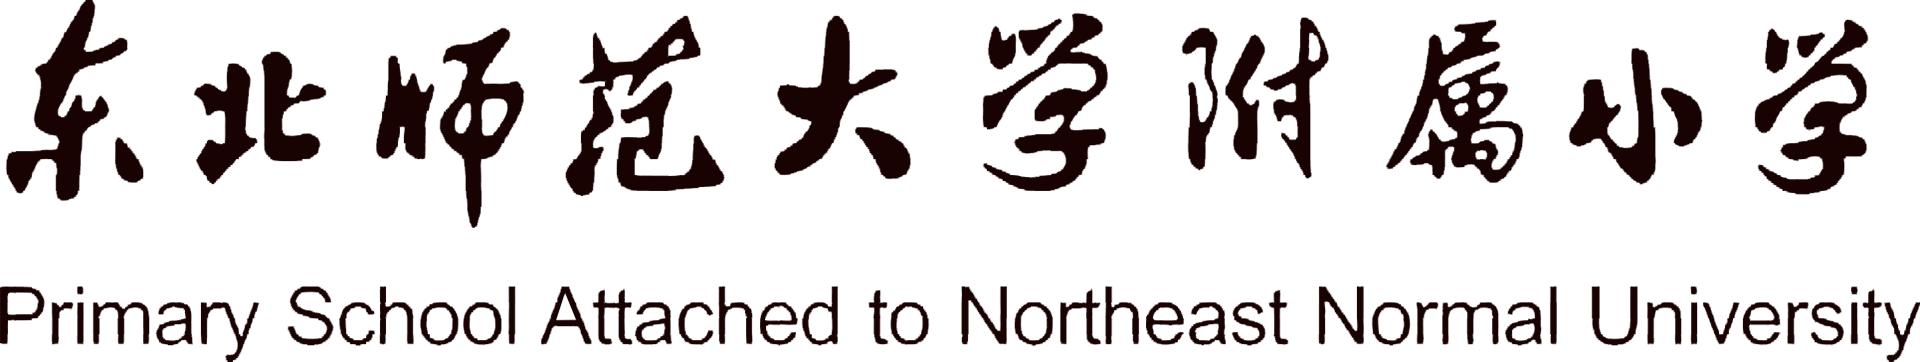 东北师范大学附属小学
Primary School Attached to Northeast Normal University